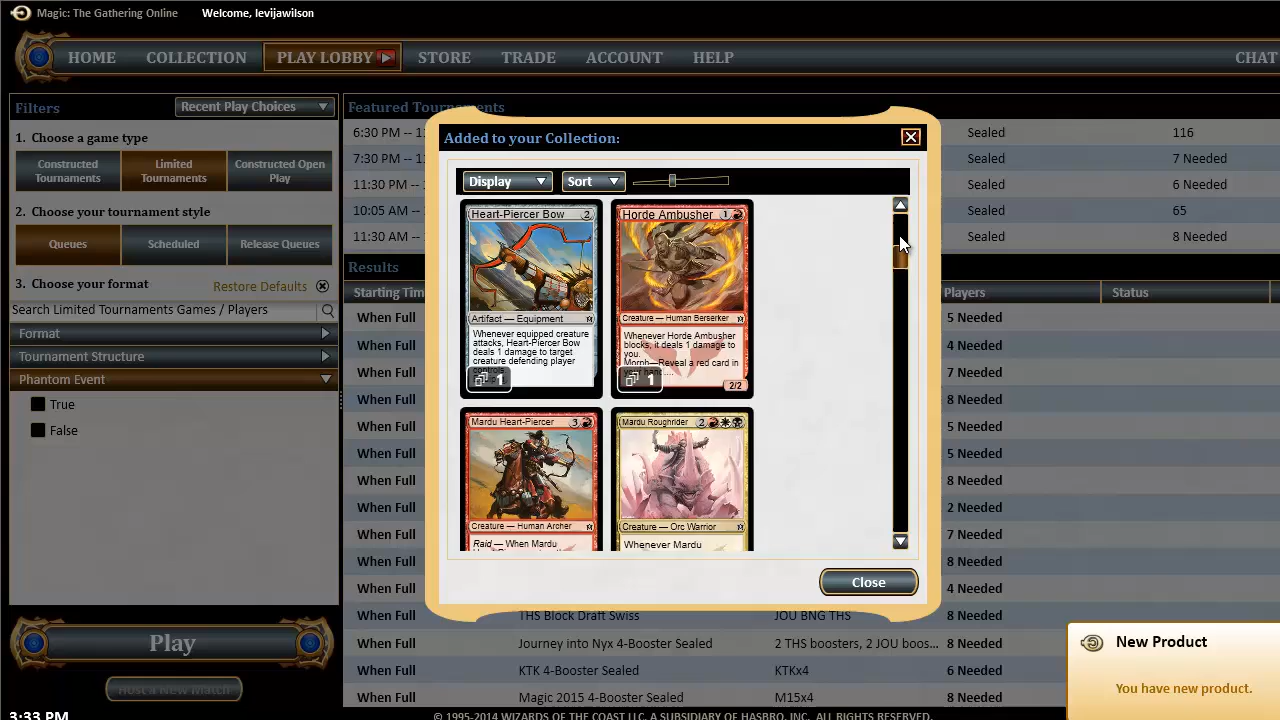 Magic: The Gathering Online
Welcome, levijawilson
HOME
COLLECTION
PLAY LOBBY
STORE
TRADE
ACCOUNT
HELP
CHAT
Filters
Recent Play Choices
1. Choose a game type
Constructed
Tournaments
Limited
Tournaments
Constructed Open
Play
2. Choose your tournament style
Queues
Scheduled
Release Queues
3. Choose your format
Restore Defaults
Search Limited Tournaments Games / Players
Format
Tournament Structure
Phantom Event
True
False
Play
Host a New Match
3:33 PM
Featured Tournaments
6:30 PM -- 1
Sealed
116
7:30 PM -- 1
Sealed
7 Needed
11:30 PM --
Sealed
6 Needed
10:05 AM --
Sealed
65
11:30 AM --
Sealed
8 Needed
Results
Starting Tim
Players
Status
When Full
5 Needed
When Full
4 Needed
When Full
7 Needed
When Full
8 Needed
When Full
5 Needed
When Full
5 Needed
When Full
8 Needed
When Full
2 Needed
When Full
7 Needed
When Full
8 Needed
When Full
4 Needed
When Full
THS Block Draft Swiss
JOU BNG THS
8 Needed
When Full
Journey into Nyx 4-Booster Sealed
2 THS boosters, 2 JOU boos...
8 Needed
When Full
KTK 4-Booster Sealed
KTKx4
6 Needed
When Full
Magic 2015 4-Booster Sealed
M15x4
8 Needed
Added to your Collection:
Display
Sort
Heart-Piercer Bow
2
Artifact — Equipment
Whenever equipped creature
attacks, Heart-Piercer Bow
deals 1 damage to target
creature defending player
controls.
1
Horde Ambusher
1
Creature — Human Berserker
Whenever Horde Ambusher
blocks, it deals 1 damage to
you.
Morph—Reveal a red card in
your hand....
1
2/2
Mardu Heart-Piercer
3
Creature — Human Archer
Raid — When Mardu
Mardu Roughrider
2
Creature — Orc Warrior
Whenever Mardu
Close
New Product
You have new product.
© 1995-2014 WIZARDS OF THE COAST LLC, A SUBSIDIARY OF HASBRO, INC. ALL RIGHTS RESERVED.